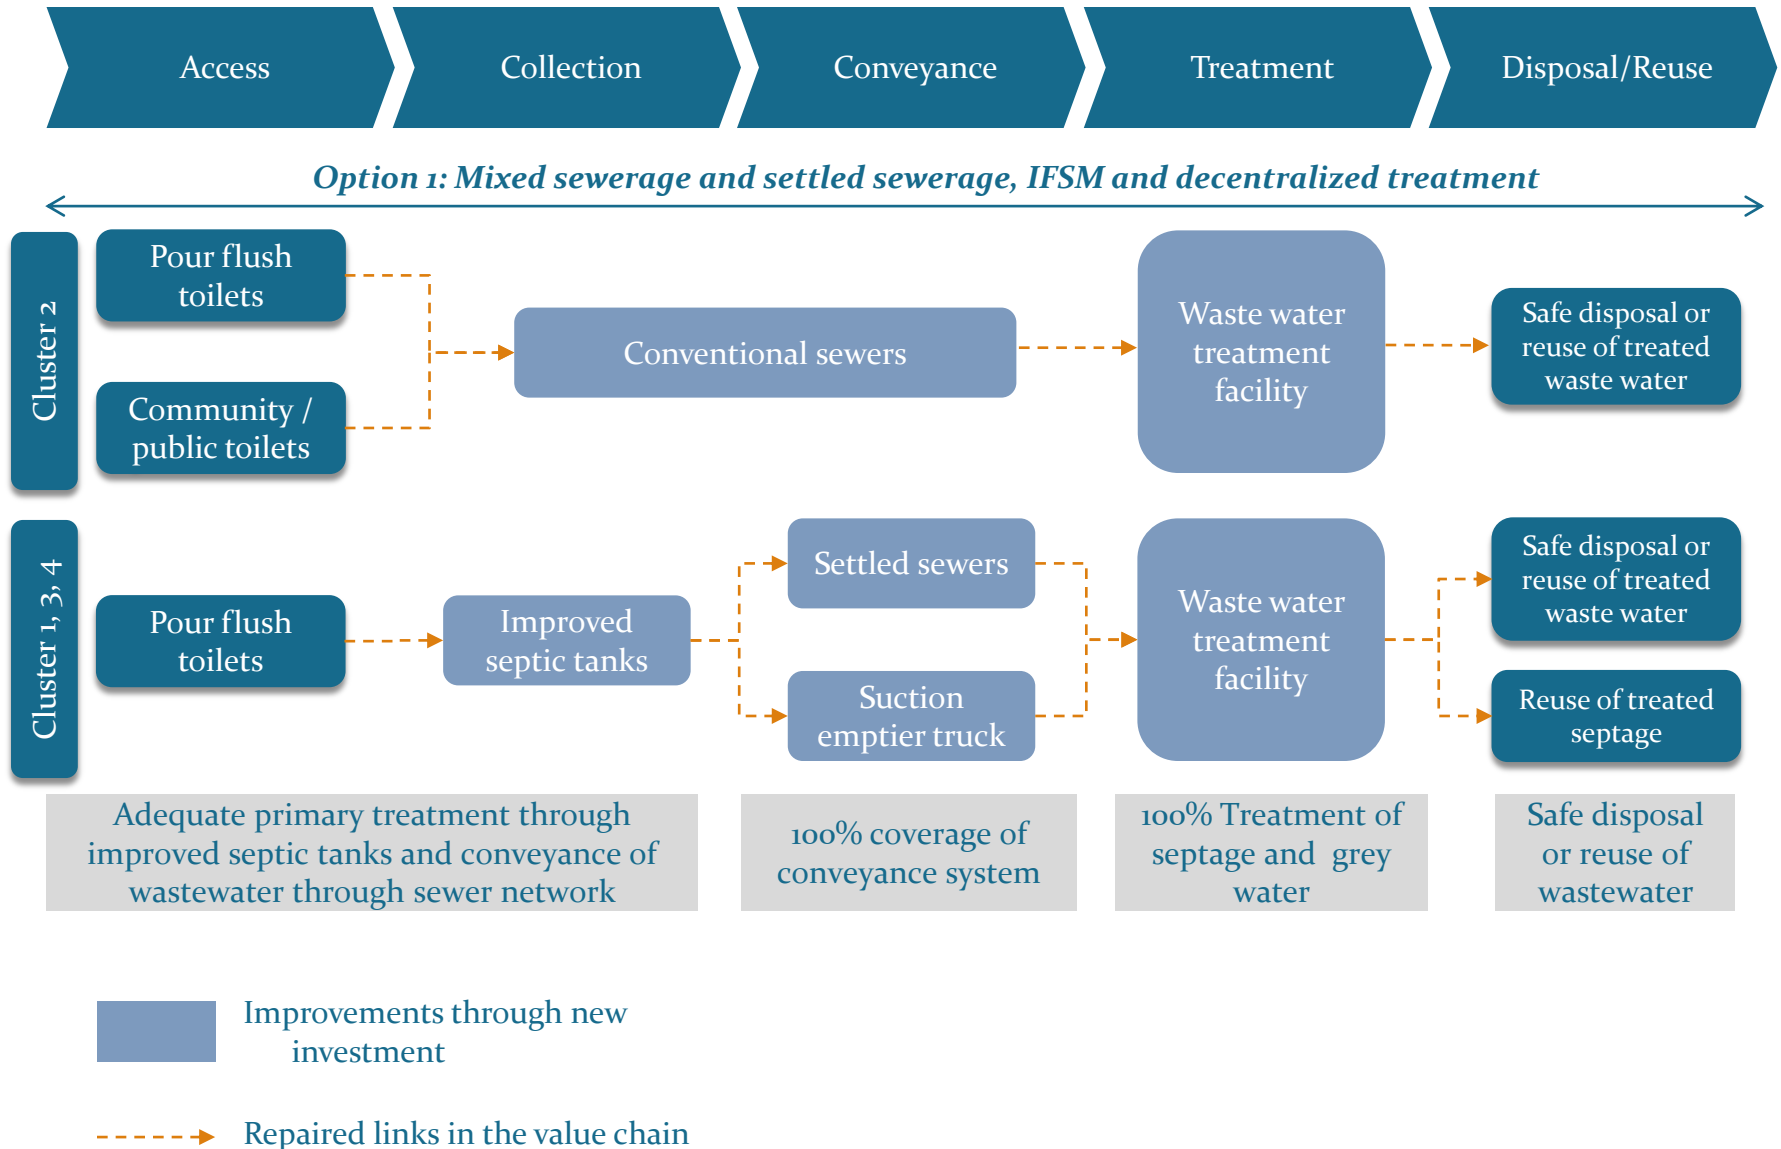 Access
Collection
Conveyance
Treatment
Disposal/Reuse
Option 1: Mixed sewerage and settled sewerage, IFSM and decentralized treatment
Cluster 2
Pour flush
toilets
Community /
public toilets
Conventional sewers
Waste water
treatment
facility
Safe disposal or
reuse of treated
waste water
Cluster 1, 3, 4
Pour flush
toilets
Improved
septic tanks
Settled sewers
Suction
emptier truck
Waste water
treatment
facility
Safe disposal or
reuse of treated
waste water
Reuse of treated
septage
Adequate primary treatment through
improved septic tanks and conveyance of
wastewater through sewer network
100% coverage of
conveyance system
100% Treatment of
septage and grey
water
Safe disposal
or reuse of
wastewater
Improvements through new
investment
Repaired links in the value chain